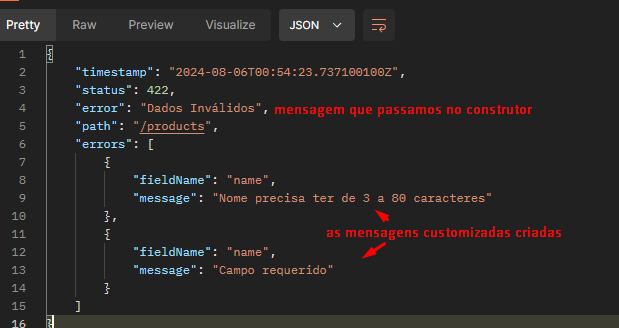 Pretty Raw Preview Visualize JSON
1 {
2 "timestamp": "2024-08-06T00:54:23.737100100Z",
3 "status": 422,
4 "error": "Dados Inválidos", mensagem que passamos no construtor
5 "path": "/products",
6 "errors": [
7 {
8 "fieldName": "name",
9 "message": "Nome precisa ter de 3 a 80 caracteres"
10 },
as mensagens customizadas criadas
11 {
12 "fieldName": "name",
13 "message": "Campo requerido"
14 }
15 ]
16 }